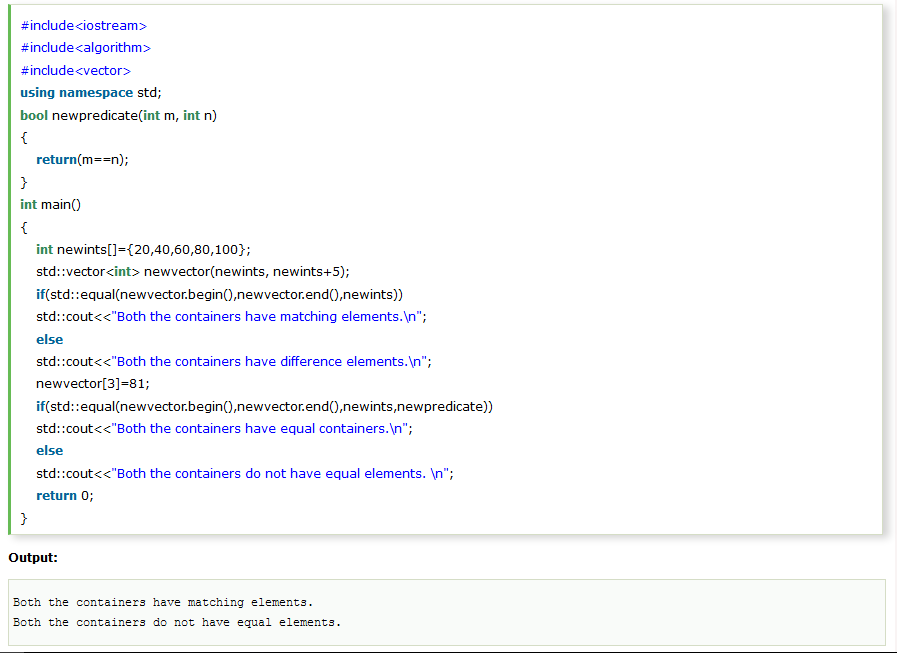 #include<iostream>
#include<algorithm>
#include<vector>
using namespace std;
bool newpredicate(int m, int n)
{
    return(m==n);
}
int main()
{
    int newints[]={20,40,60,80,100};
    std::vector<int> newvector(newints, newints+5);
    if(std::equal(newvector.begin(),newvector.end(),newints))
    std::cout<<"Both the containers have matching elements.\n";
    else
    std::cout<<"Both the containers have difference elements.\n";
    newvector[3]=81;
    if(std::equal(newvector.begin(),newvector.end(),newints,newpredicate))
    std::cout<<"Both the containers have equal containers.\n";
    else
    std::cout<<"Both the containers do not have equal elements. \n";
    return 0;
}
Output:
Both the containers have matching elements.
Both the containers do not have equal elements.